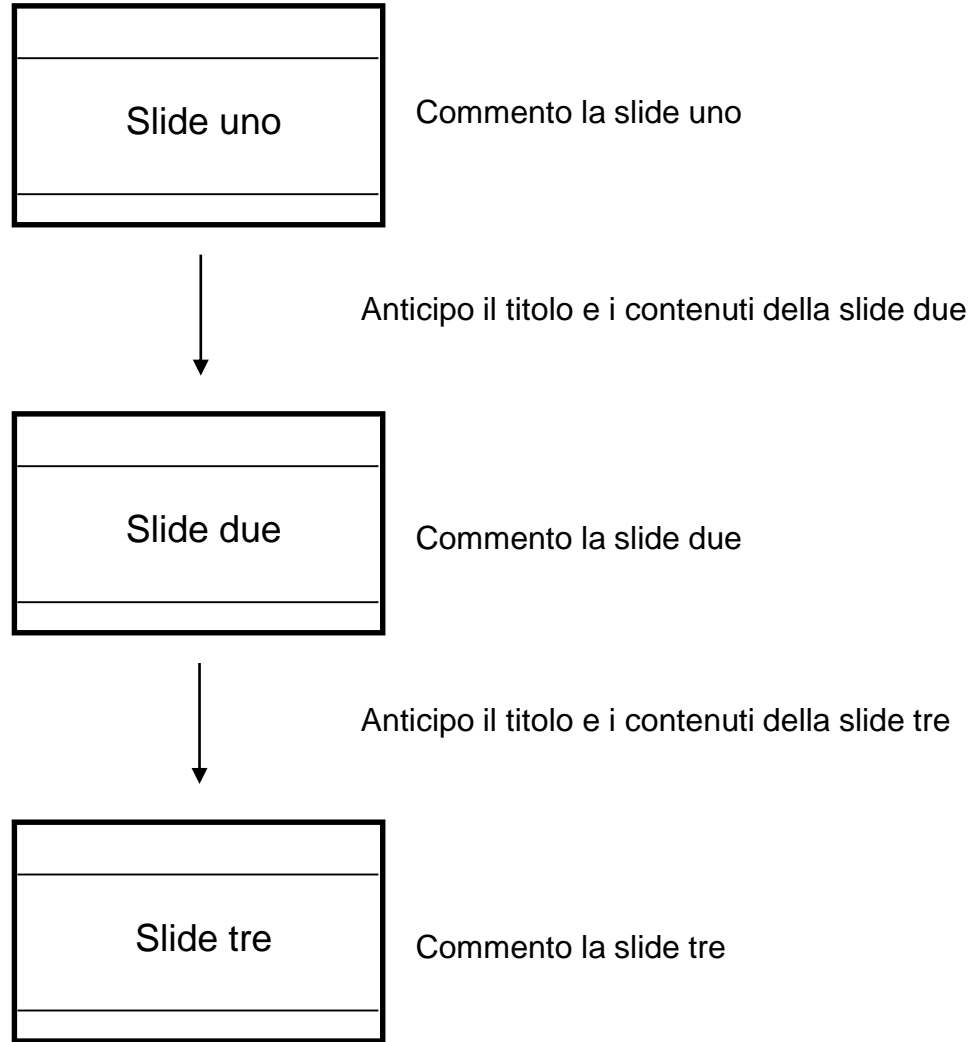 Slide uno
Commento la slide uno
Anticipo il titolo e i contenuti della slide due
Slide due
Commento la slide due
Anticipo il titolo e i contenuti della slide tre
Slide tre
Commento la slide tre